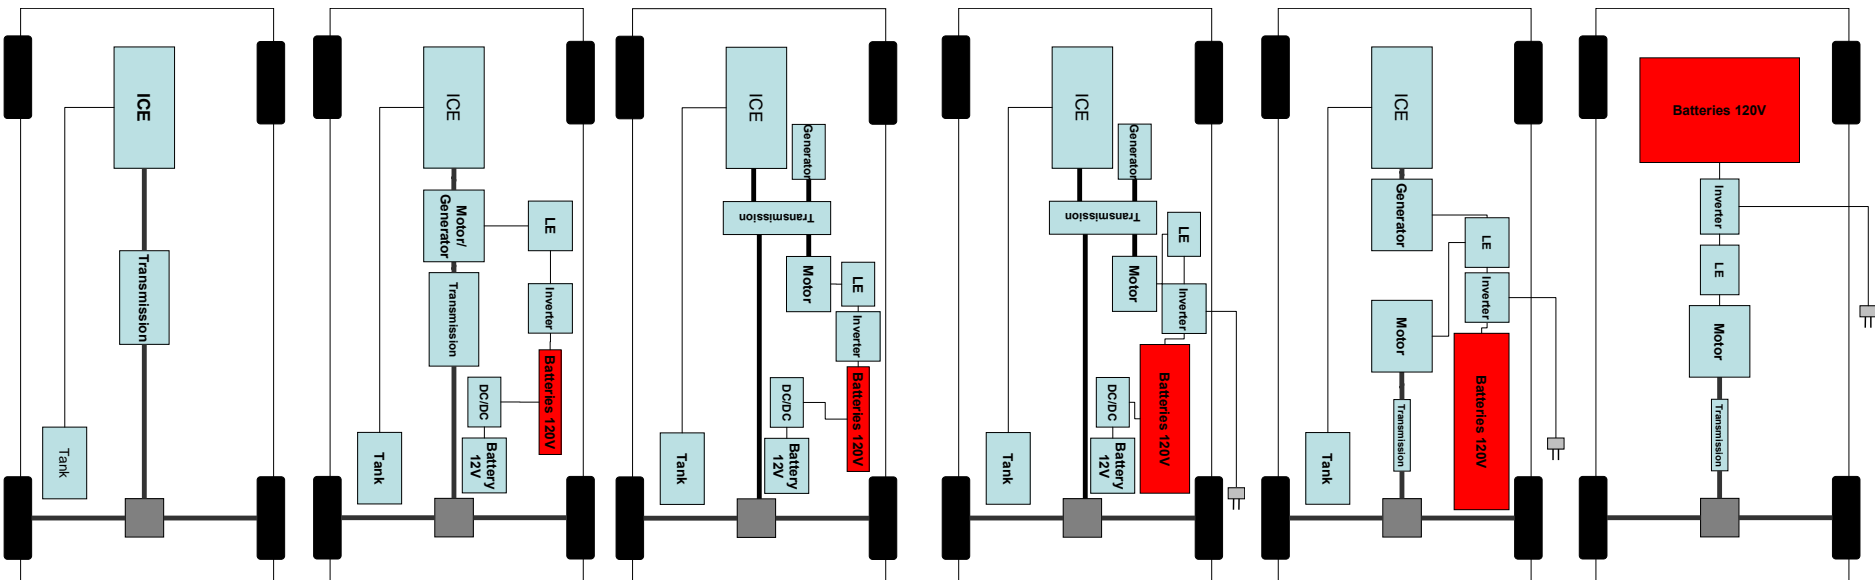 ICE
Transmission
Tank
ICE
Motor/
Generator
LE
Transmission
Inverter
Batteries 120V
DC/DC
Battery
12V
Tank
ICE
Generator
Transmission
Motor
LE
Inverter
Batteries 120V
DC/DC
Battery
12V
Tank
ICE
Generator
Transmission
LE
Motor
Inverter
Batteries 120V
DC/DC
Battery
12V
Tank
ICE
Generator
LE
Inverter
Motor
Batteries 120V
Transmission
Tank
Batteries 120V
Inverter
LE
Motor
Transmission